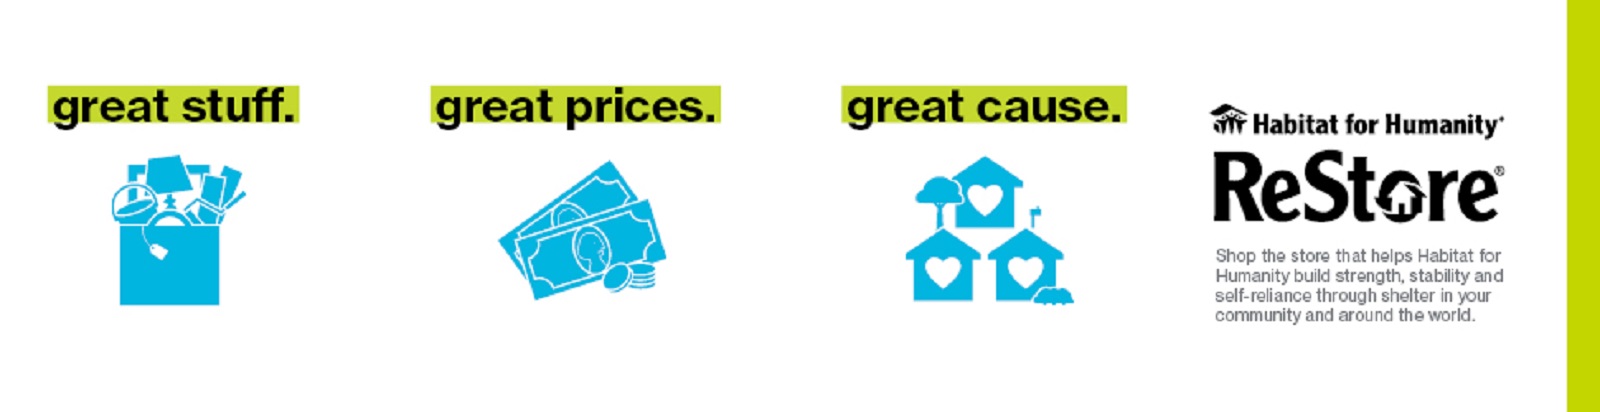 great stuff.
great prices.
great cause.
Habitat for Humanity®
ReStore®
Shop the store that helps Habitat for
Humanity build strength, stability and
self-reliance through shelter in your
community and around the world.